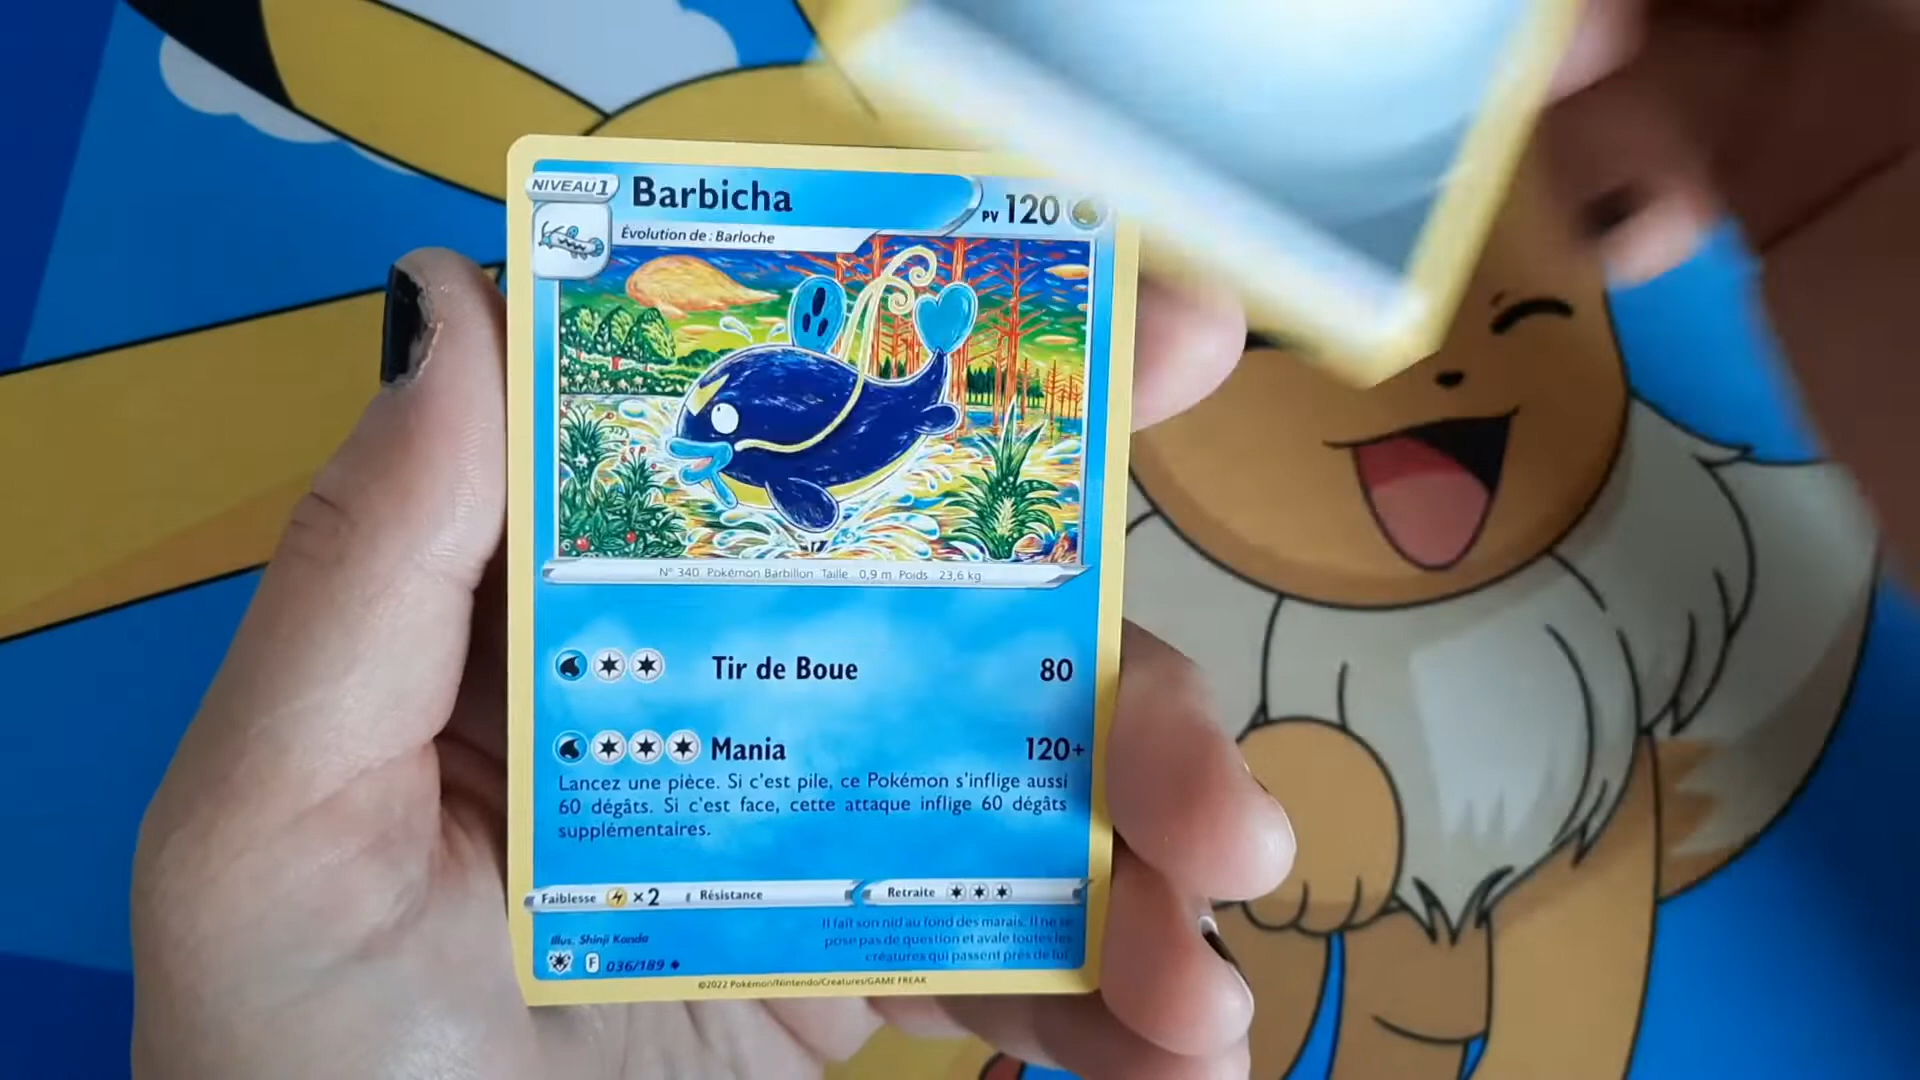 NIVEAU 1
Barbicha
PV 120
Évolution de : Barloche
N° 340 Pokémon Barbillon Taille 0,9 m Poids 23,6 kg
Tir de Boue 80
Mania 120+
Lancez une pièce. Si c'est pile, ce Pokémon s'inflige aussi
60 dégâts. Si c'est face, cette attaque inflige 60 dégâts
supplémentaires.
Faiblesse ×2 Résistance Retraite
Il fait son nid au fond des marais. Il ne se
pose pas de question et avale toutes les
créatures qui passent près de lui.
Illus. Shinji Kanda
F 036/189
©2022 Pokémon/Nintendo/Creatures/GAME FREAK